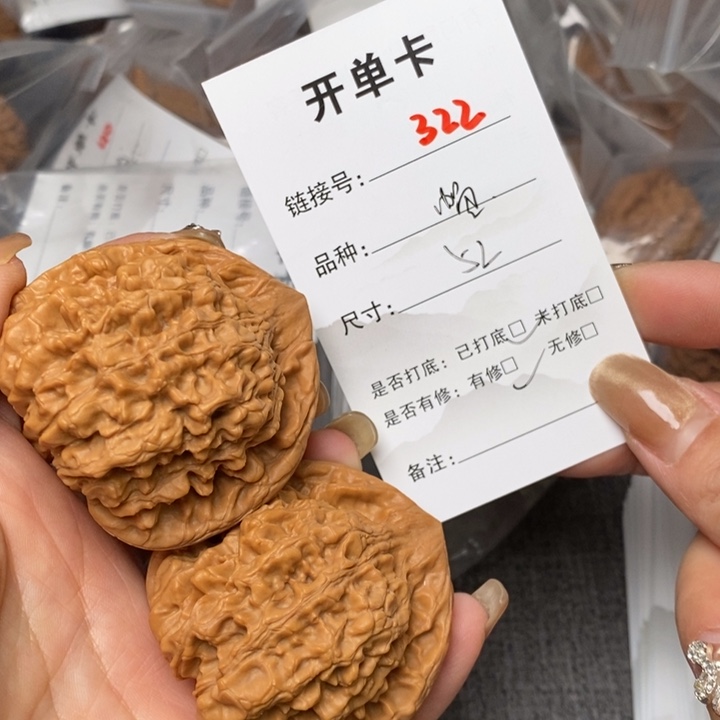 开单卡
链接号: 322
品种:
尺寸: 52
是否打底: 已打底☐ 未打底☐
是否有修: 有修☐ 无修☐
备注: